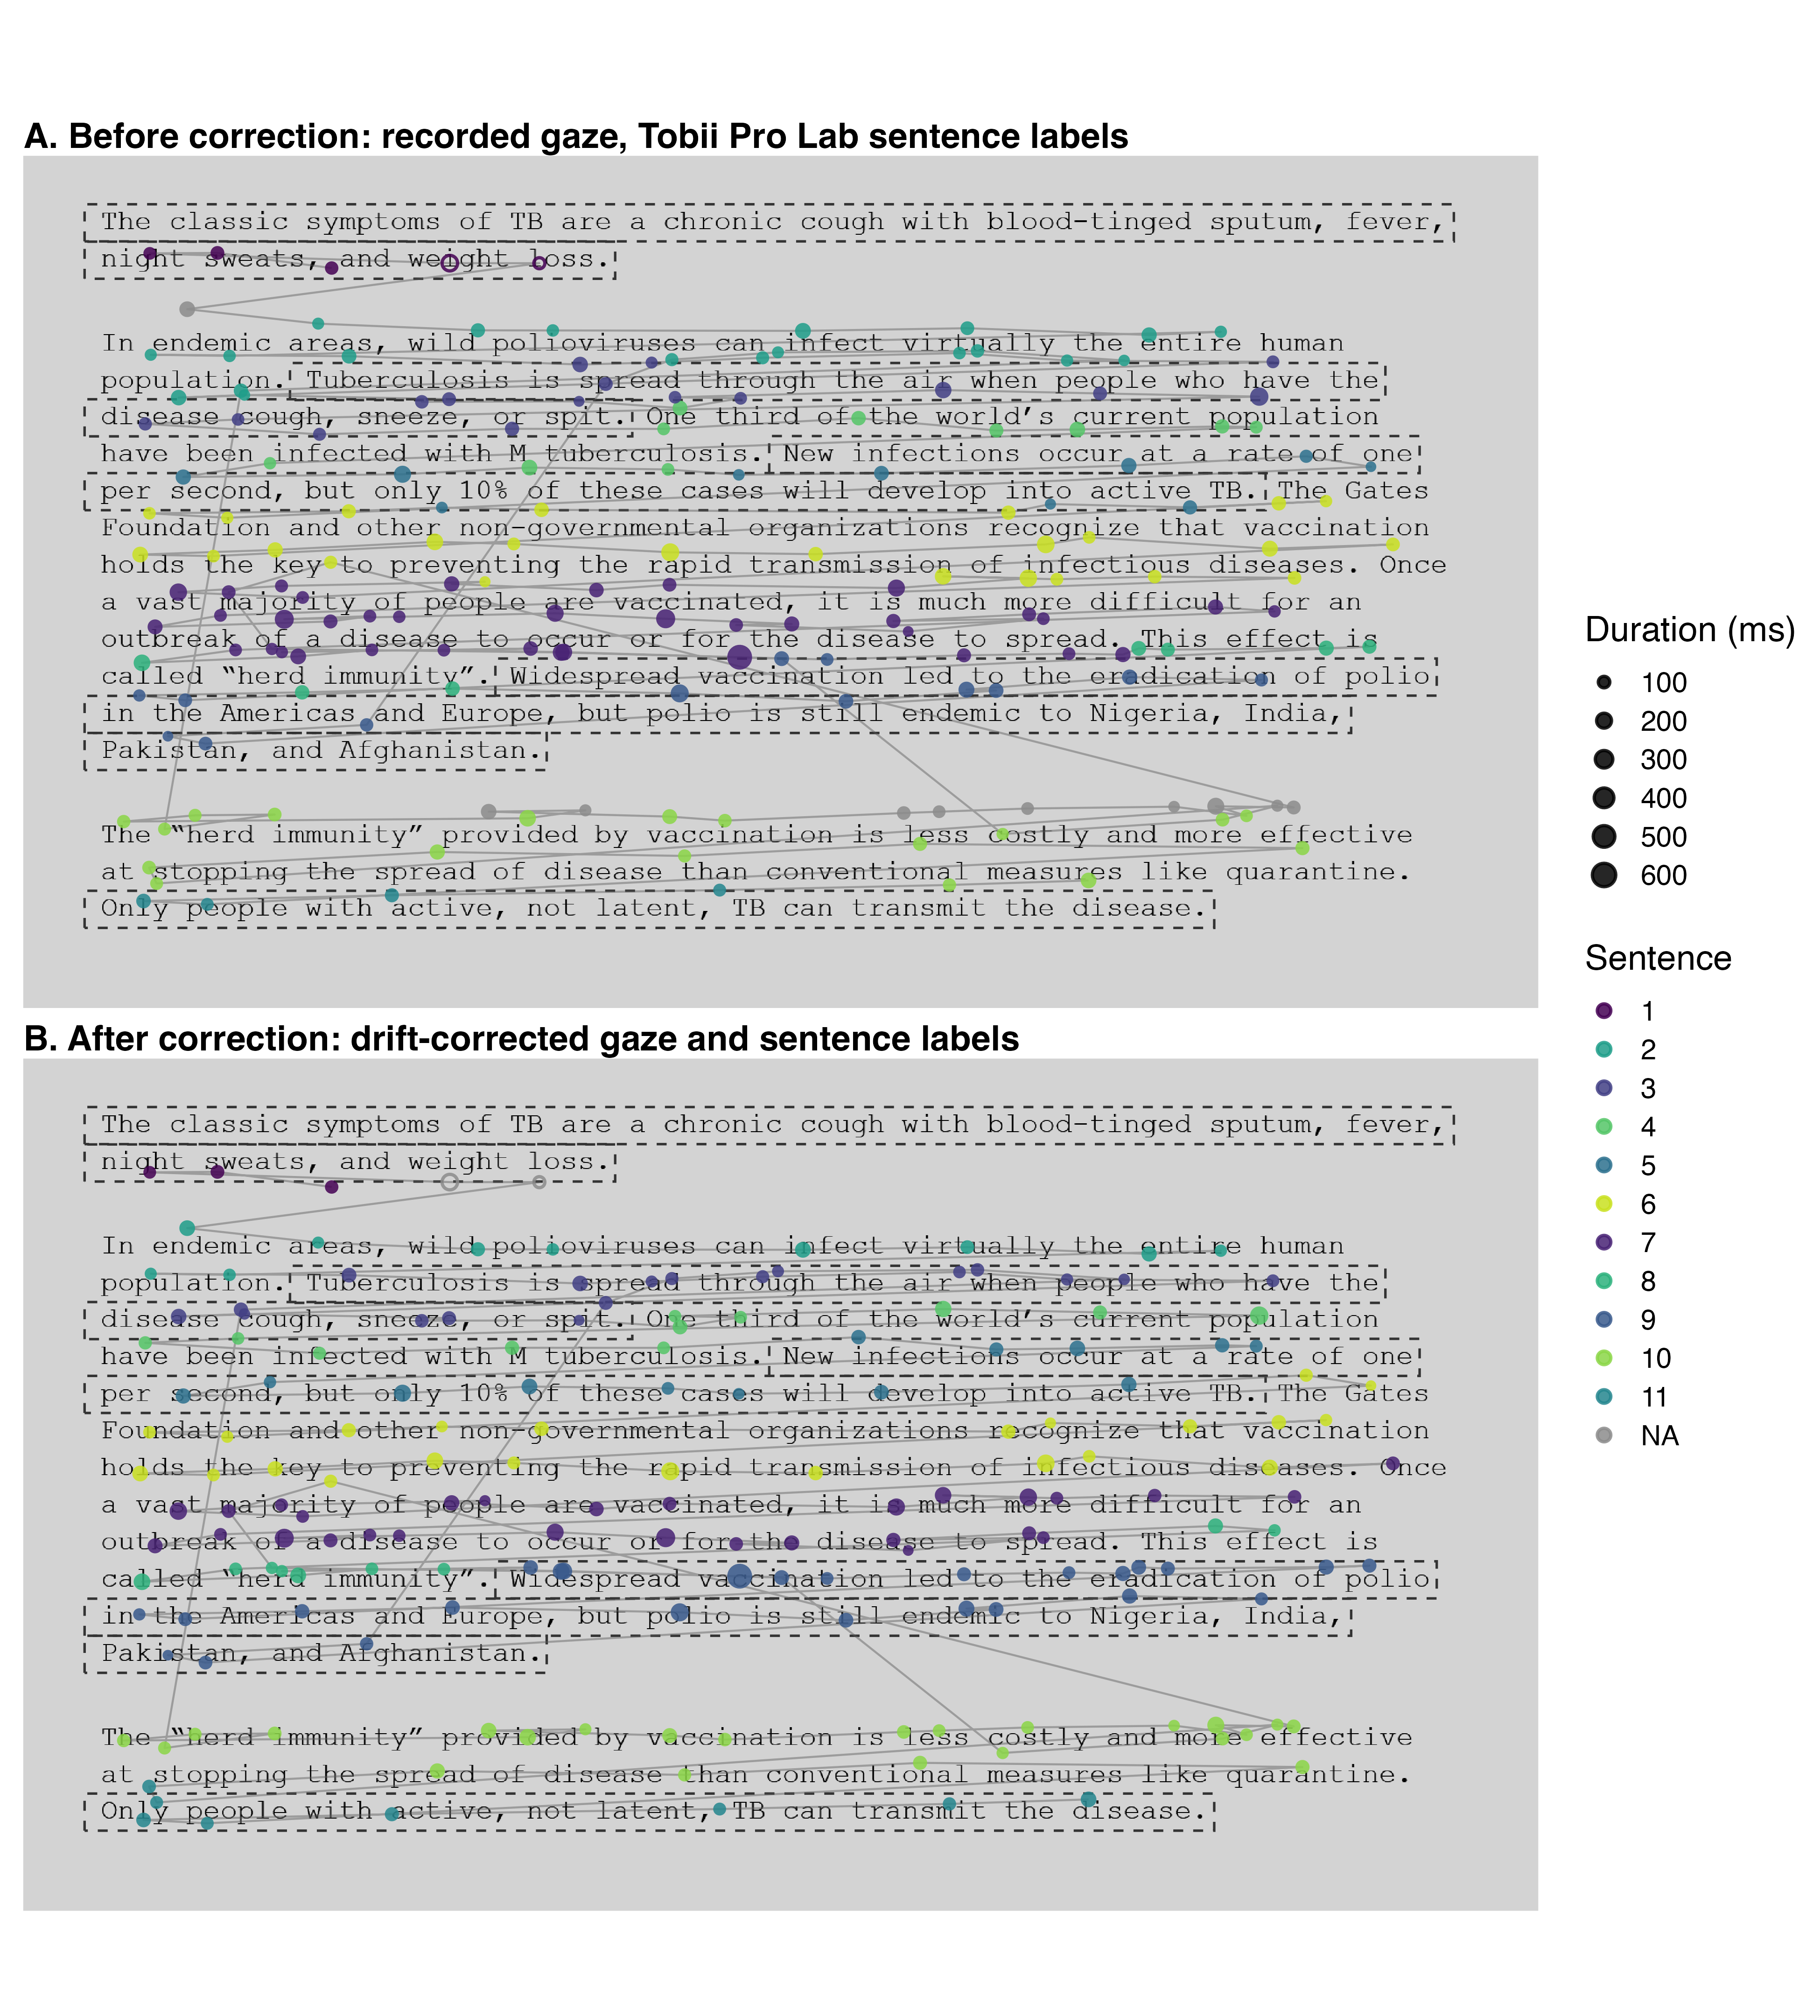 A. Before correction: recorded gaze, Tobii Pro Lab sentence labels
The classic symptoms of TB are a chronic cough with blood-tinged sputum, fever,
night sweats, and weight loss.
In endemic areas, wild polioviruses can infect virtually the entire human
population. Tuberculosis is spread through the air when people who have the
disease cough, sneeze, or spit. One third of the world’s current population
have been infected with M tuberculosis. New infections occur at a rate of one
per second, but only 10% of these cases will develop into active TB. The Gates
Foundation and other non-governmental organizations recognize that vaccination
holds the key to preventing the rapid transmission of infectious diseases. Once
a vast majority of people are vaccinated, it is much more difficult for an
outbreak of a disease to occur or for the disease to spread. This effect is
called “herd immunity”. Widespread vaccination led to the eradication of polio
in the Americas and Europe, but polio is still endemic to Nigeria, India,
Pakistan, and Afghanistan.
The “herd immunity” provided by vaccination is less costly and more effective
at stopping the spread of disease than conventional measures like quarantine.
Only people with active, not latent, TB can transmit the disease.
B. After correction: drift-corrected gaze and sentence labels
The classic symptoms of TB are a chronic cough with blood-tinged sputum, fever,
night sweats, and weight loss.
In endemic areas, wild polioviruses can infect virtually the entire human
population. Tuberculosis is spread through the air when people who have the
disease cough, sneeze, or spit. One third of the world’s current population
have been infected with M tuberculosis. New infections occur at a rate of one
per second, but only 10% of these cases will develop into active TB. The Gates
Foundation and other non-governmental organizations recognize that vaccination
holds the key to preventing the rapid transmission of infectious diseases. Once
a vast majority of people are vaccinated, it is much more difficult for an
outbreak of a disease to occur or for the disease to spread. This effect is
called “herd immunity”. Widespread vaccination led to the eradication of polio
in the Americas and Europe, but polio is still endemic to Nigeria, India,
Pakistan, and Afghanistan.
The “herd immunity” provided by vaccination is less costly and more effective
at stopping the spread of disease than conventional measures like quarantine.
Only people with active, not latent, TB can transmit the disease.
Duration (ms)
100
200
300
400
500
600
Sentence
1
2
3
4
5
6
7
8
9
10
11
NA